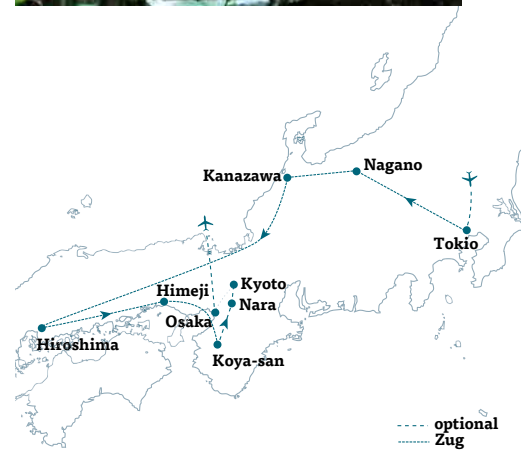 Nagano
Kanazawa
Tokio
Kyoto
Himeji
Nara
Osaka
Hiroshima
Koya-san
optional
Zug